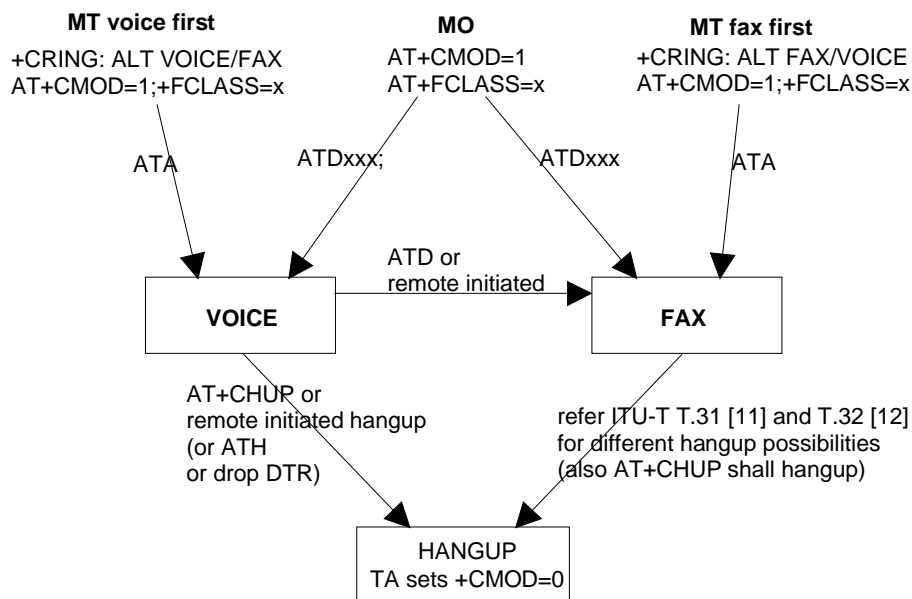 MT voice first
+CRING: ALT VOICE/FAX
AT+CMOD=1;+FCLASS=x
MO
AT+CMOD=1
AT+FCLASS=x
MT fax first
+CRING: ALT FAX/VOICE
AT+CMOD=1;+FCLASS=x
ATA
ATDxxx;
ATDxxx
ATA
ATD or
remote initiated
VOICE
FAX
AT+CHUP or
remote initiated hangup
(or ATH
or drop DTR)
refer ITU-T T.31 [11] and T.32 [12]
for different hangup possibilities
(also AT+CHUP shall hangup)
HANGUP
TA sets +CMOD=0